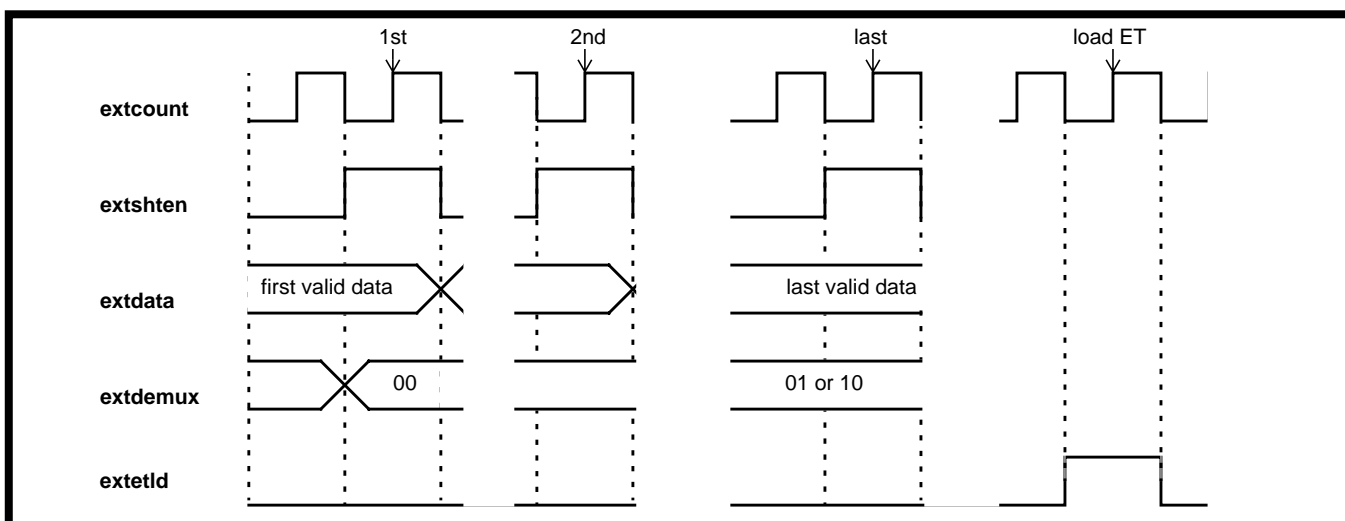 1st 2nd last load ET
extcount
extshten
extdata first valid data last valid data
extdemux 00 01 or 10
extetld